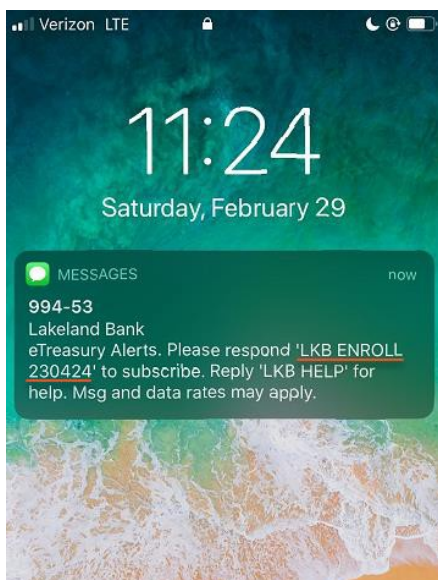 Verizon LTE
11:24
Saturday, February 29
MESSAGES now
994-53
Lakeland Bank
eTreasury Alerts. Please respond 'LKB ENROLL
230424' to subscribe. Reply 'LKB HELP' for
help. Msg and data rates may apply.